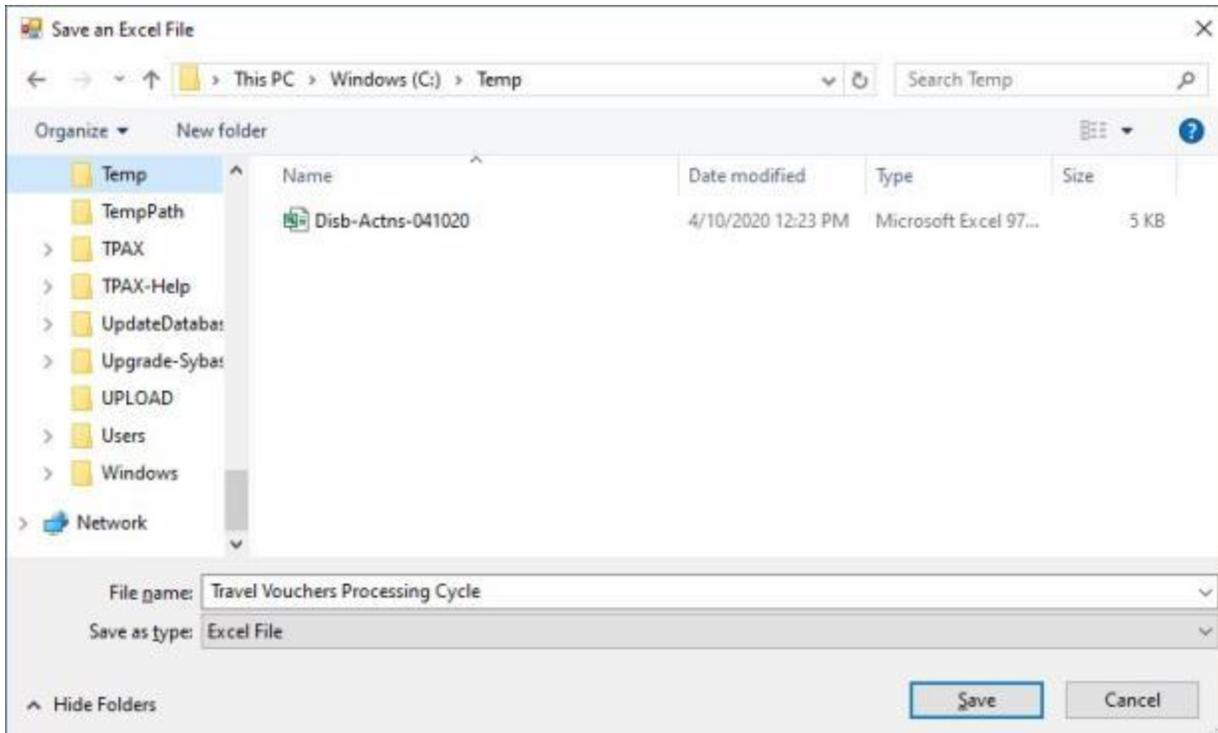 Save an Excel File
This PC > Windows (C:) > Temp
Search Temp
Organize
New folder
Name
Date modified
Type
Size
Disb-Actns-041020
4/10/2020 12:23 PM
Microsoft Excel 97...
5 KB
Temp
TempPath
TPAX
TPAX-Help
UpdateDatabas
Upgrade-Sybas
UPLOAD
Users
Windows
Network
File name: Travel Vouchers Processing Cycle
Save as type: Excel File
Hide Folders
Save
Cancel